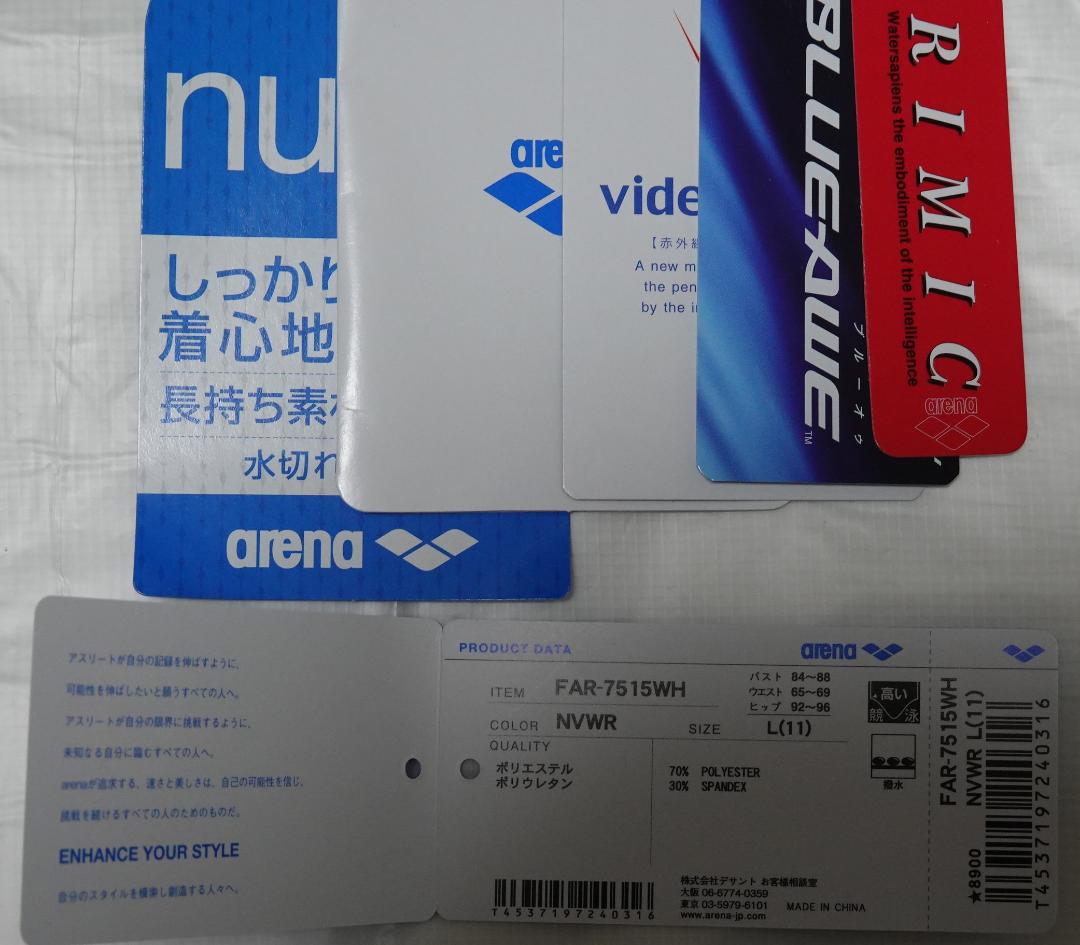 nu
しっかり
着心地
長持ち素
水切れ
arena
are
vide
【赤外線
A new m
the pen
by the i
BLUE-AWE
TM
ブルーオゥ
RIMIC
Watersapiens the embodiment of the intelligence
arena
アスリートが自分の記録を伸ばすように、
可能性を伸ばしたいと願うすべての人へ。
アスリートが自分の限界に挑戦するように、
未知なる自分に臨むすべての人へ。
arenaが追求する、速さと美しさは、自己の可能性を信じ、
挑戦を続けるすべての人のためのものだ。
ENHANCE YOUR STYLE
自分のスタイルを模索し創造する人々へ。
PRODUCT DATA
arena
ITEM FAR-7515WH
バスト 84〜88
ウエスト 65〜69
ヒップ 92〜96
COLOR NVWR
SIZE L(11)
QUALITY
ポリエステル 70% POLYESTER
ポリウレタン 30% SPANDEX
高い
競泳
撥水
T4537197240316
株式会社デサント お客様相談室
大阪 06-6774-0359
東京 03-5979-6101 MADE IN CHINA
www.arena-jp.com
FAR-7515WH
NVWR L(11)
★8900
T4537197240316